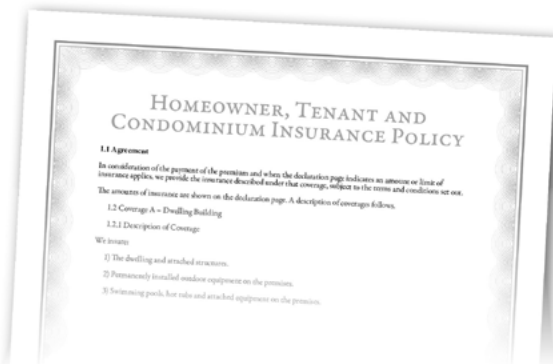 HOMEOWNER, TENANT AND
CONDOMINIUM INSURANCE POLICY
1.1 Agreement
In consideration of the payment of the premium and when the declaration page indicates an amount or limit of
insurance applies, we provide the insurance described under that coverage, subject to the terms and conditions set out.
The amounts of insurance are shown on the declaration page. A description of coverages follows.
1.2 Coverage A – Dwelling Building
1.2.1 Description of Coverage
We insure:
1) The dwelling and attached structures.
2) Permanently installed outdoor equipment on the premises.
3) Swimming pools, hot tubs and attached equipment on the premises.